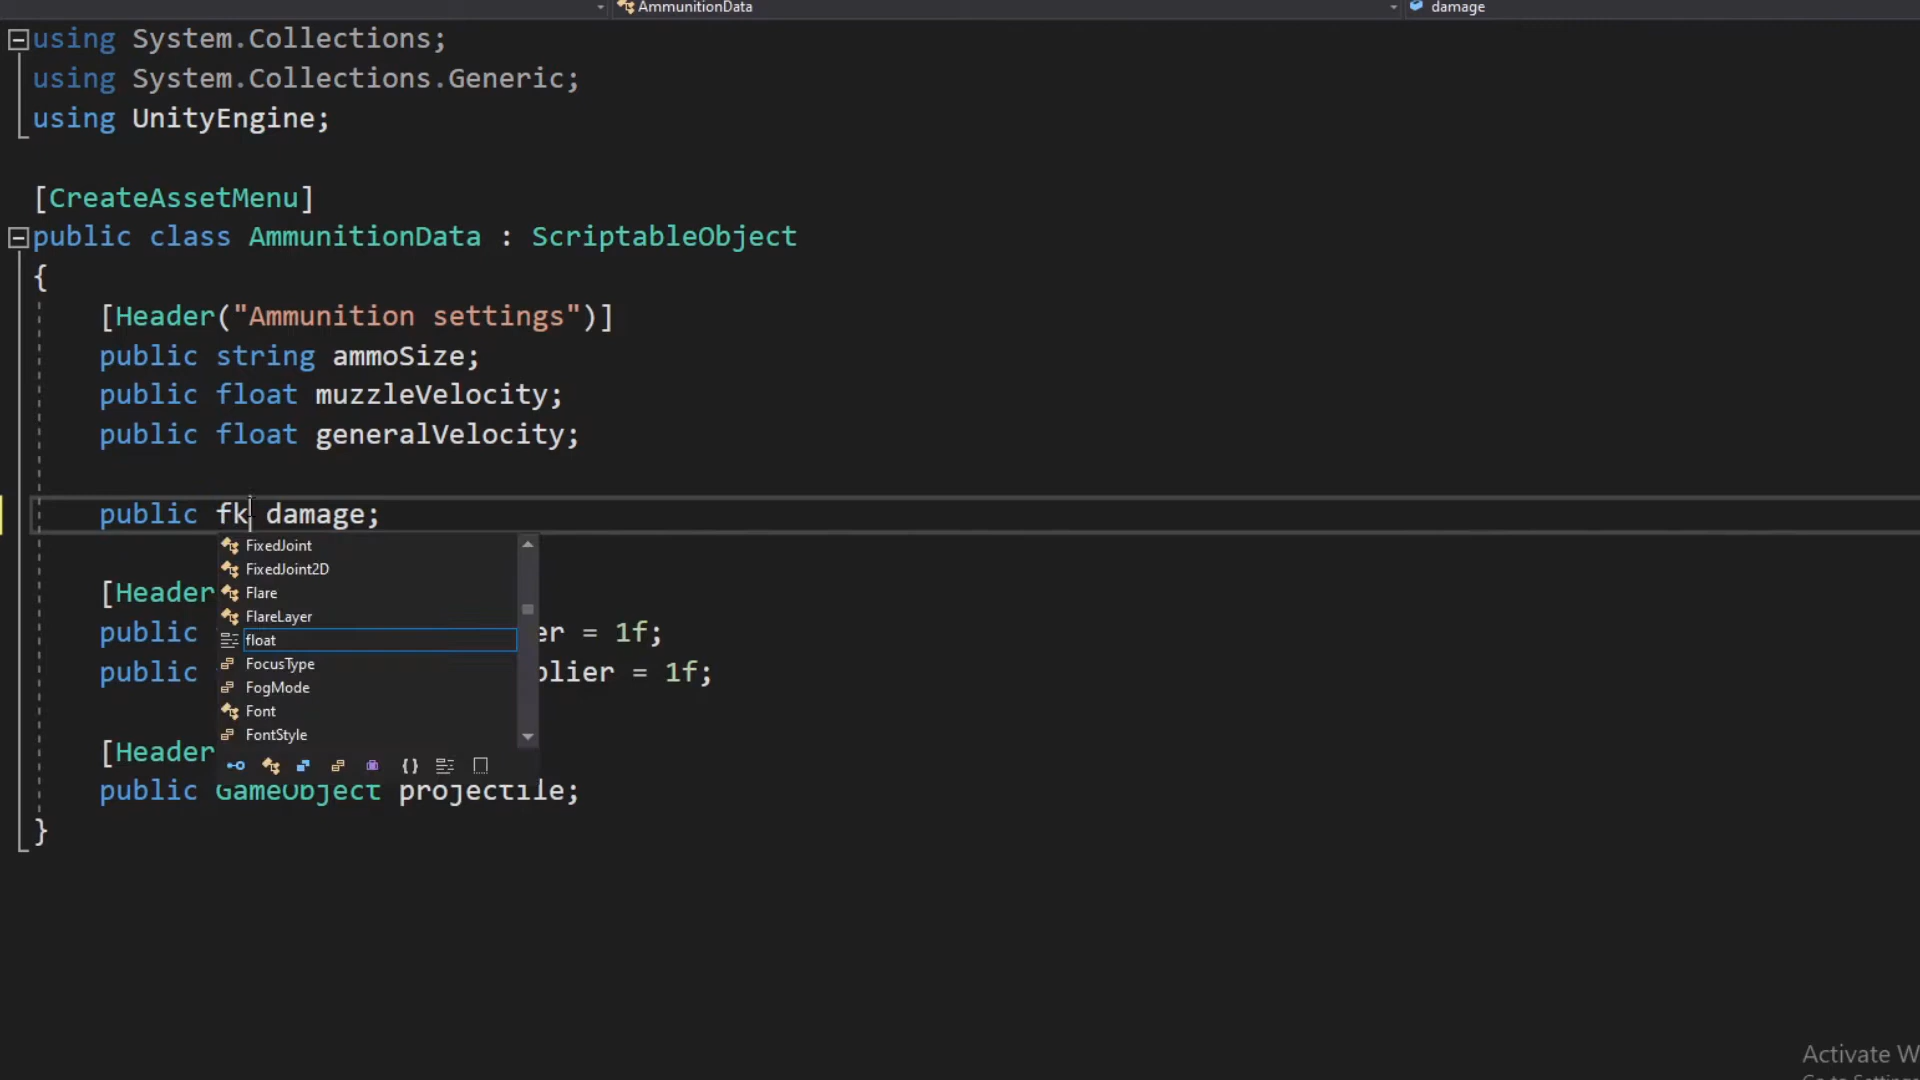 AmmunitionData damage
using System.Collections;
using System.Collections.Generic;
using UnityEngine;
[CreateAssetMenu]
public class AmmunitionData : ScriptableObject
{
[Header("Ammunition settings")]
public string ammoSize;
public float muzzleVelocity;
public float generalVelocity;
public fk damage;
FixedJoint
FixedJoint2D
[Header
Flare
FlareLayer
public er = 1f;
float
FocusType
public plier = 1f;
FogMode
Font
FontStyle
[Header
{}
public GameObject projectile;
}
Activate W